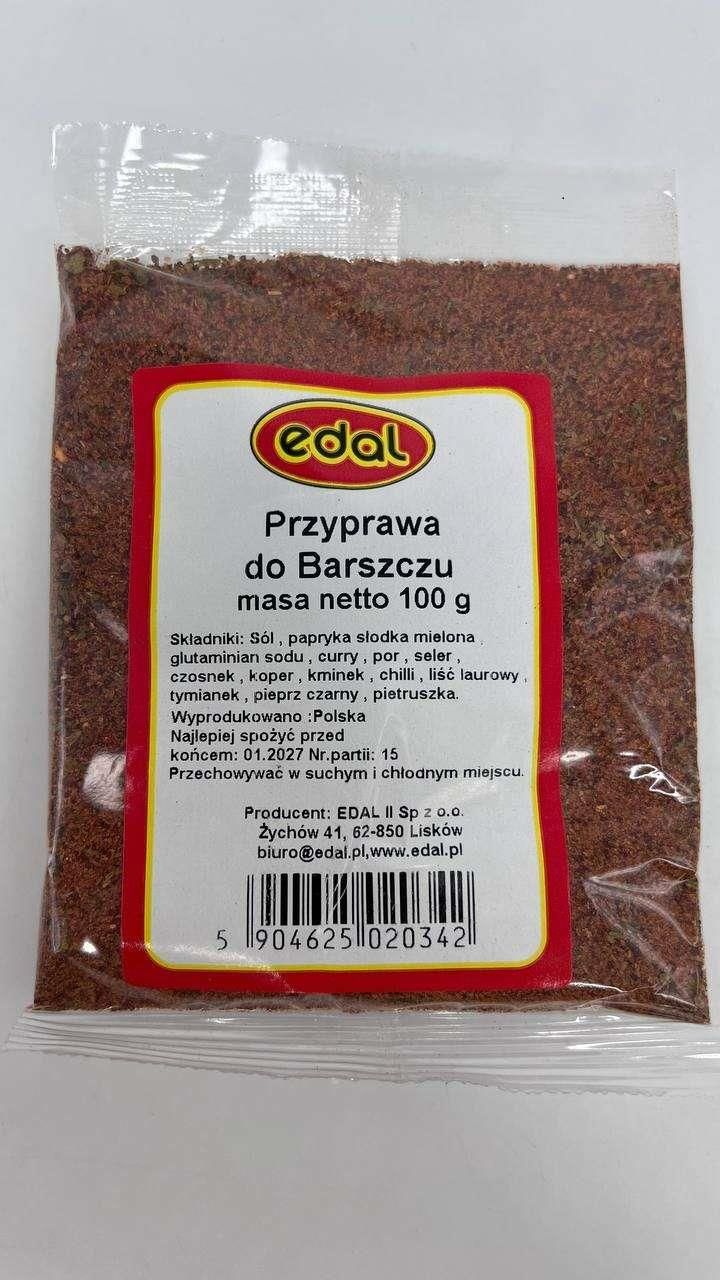 edal
Przyprawa
do Barszczu
masa netto 100 g
Składniki: Sól , papryka słodka mielona ,
glutaminian sodu , curry , por , seler ,
czosnek , koper , kminek , chilli , liść laurowy ,
tymianek , pieprz czarny , pietruszka.
Wyprodukowano :Polska
Najlepiej spożyć przed
końcem: 01.2027 Nr.partii: 15
Przechowywać w suchym i chłodnym miejscu.
Producent: EDAL II Sp z o.o.
Żychów 41, 62-850 Lisków
biuro@edal.pl,www.edal.pl
5 904625 020342